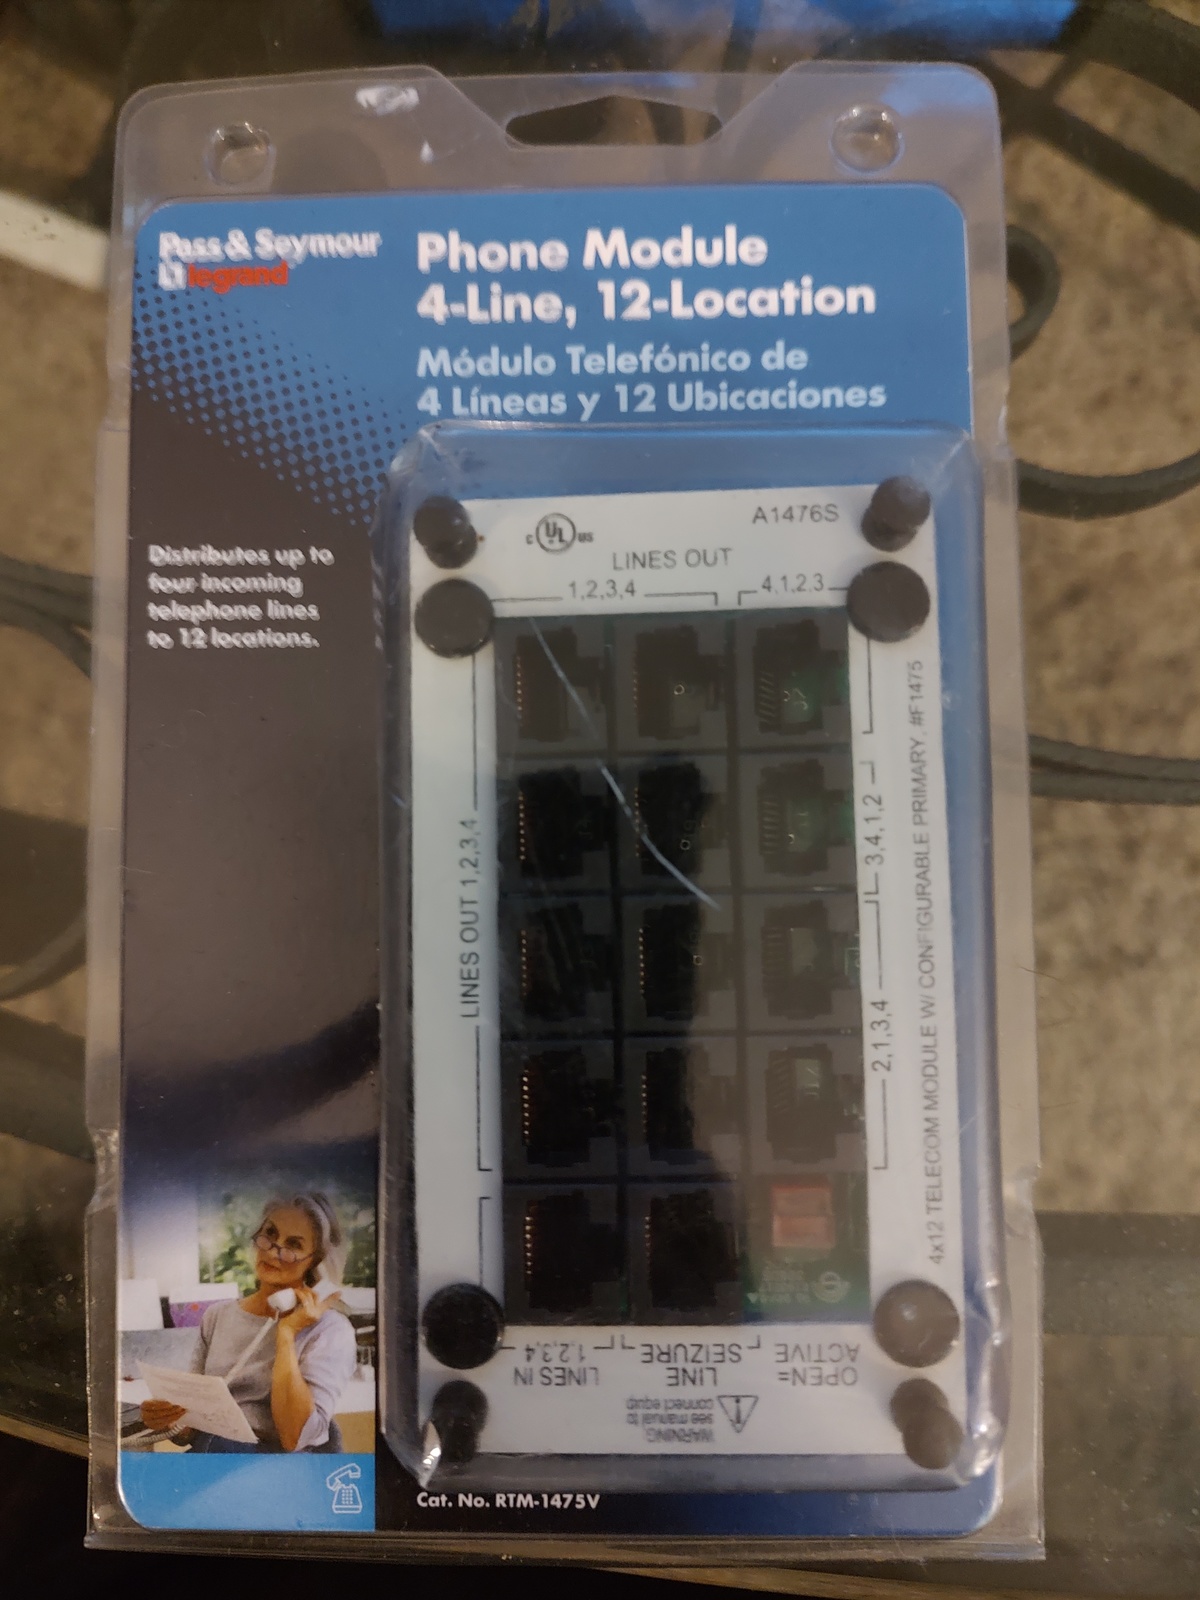 Pass & Seymour
legrand
Phone Module
4-Line, 12-Location
Módulo Telefónico de
4 Líneas y 12 Ubicaciones
Distributes up to
four incoming
telephone lines
to 12 locations.
C UL US
A1476S
LINES OUT
1,2,3,4
4,1,2,3
LINES OUT 1,2,3,4
3,4,1,2
2,1,3,4
4x12 TELECOM MODULE W/ CONFIGURABLE PRIMARY, #F1475
LINES IN
1,2,3,4
LINE
SEIZURE
OPEN=
ACTIVE
WARNING
see manual to
connect equip
Cat. No. RTM-1475V